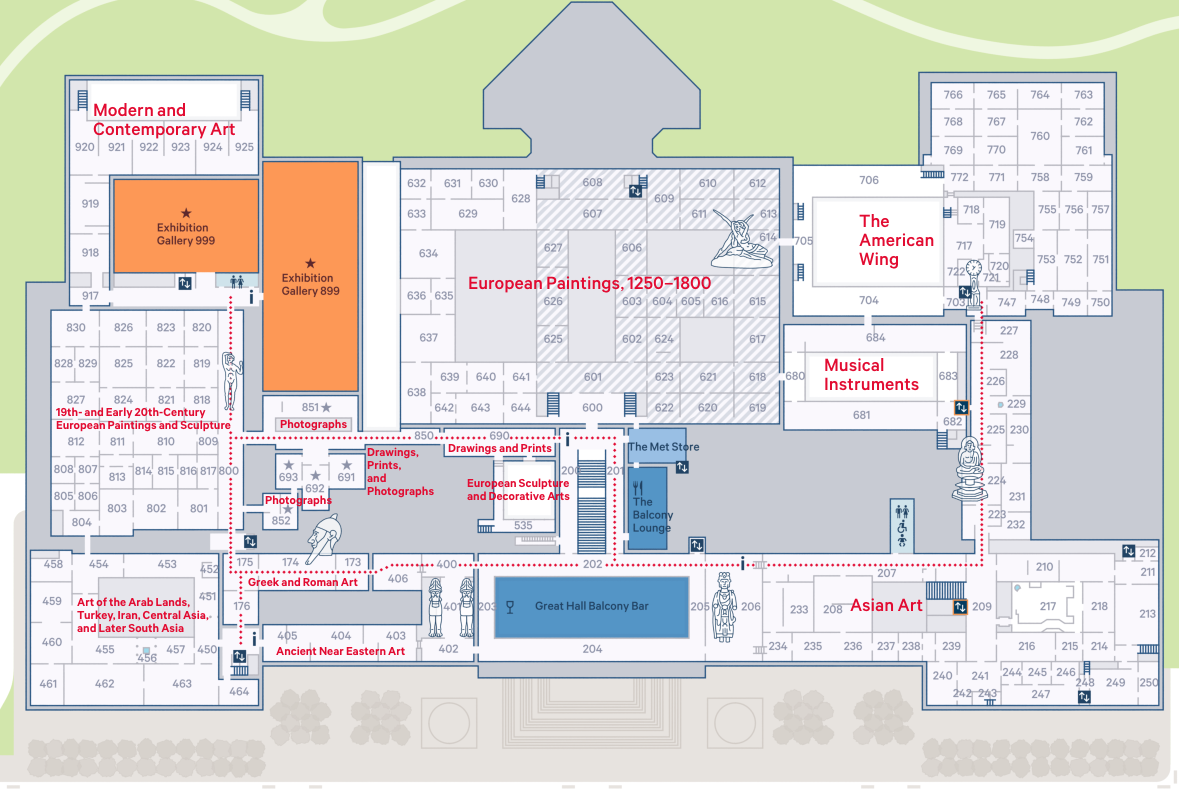 766 765 764 763
768 767 762
760
769 770 761
772 771 758 759
Modern and
Contemporary Art
920 921 922 923 924 925
919
918
917
★
Exhibition
Gallery 999
★
Exhibition
Gallery 899
632 631 630 608 610 612
628 609
633 629 607 611 613
614
634 627 606
European Paintings, 1250–1800
636 635 626 603 604 605 616 615
637 625 602 624 617
639 640 641 601 623 621 618
638
642 643 644 600 622 620 619
706
705
The
American
Wing
704
718 755 756 757
719
717 754
753 752 751
722 720
721
703 747 748 749 750
684
Musical
Instruments
680 683
681 682
227
228
226
229
225 230
224
231
223
232
830 826 823 820
828 829 825 822 819
827 824 821 818
19th- and Early 20th-Century
European Paintings and Sculpture
812 811 810 809
808 807 813 814 815 816 817 800
805 806 803 802 801
804
851★
Photographs
850 690
Drawings and Prints
Drawings,
Prints,
and
Photographs
693 692 691
Photographs
852
European Sculpture
and Decorative Arts
535
i
200 201
The Met Store
The
Balcony
Lounge
458 454 453 452
459 451
Art of the Arab Lands,
Turkey, Iran, Central Asia,
and Later South Asia
460 455 456 457 450
461 462 463 464
175 174 173
176
Greek and Roman Art
406 400
405 404 403 401
402
Ancient Near Eastern Art
i
202
203 Great Hall Balcony Bar 205
204
i
206 233 208 207
Asian Art
209
234 235 236 237 238 239
210 212
211
217 218 213
216 215 214
240 241 244 245 246 249 250
242 243 247 248